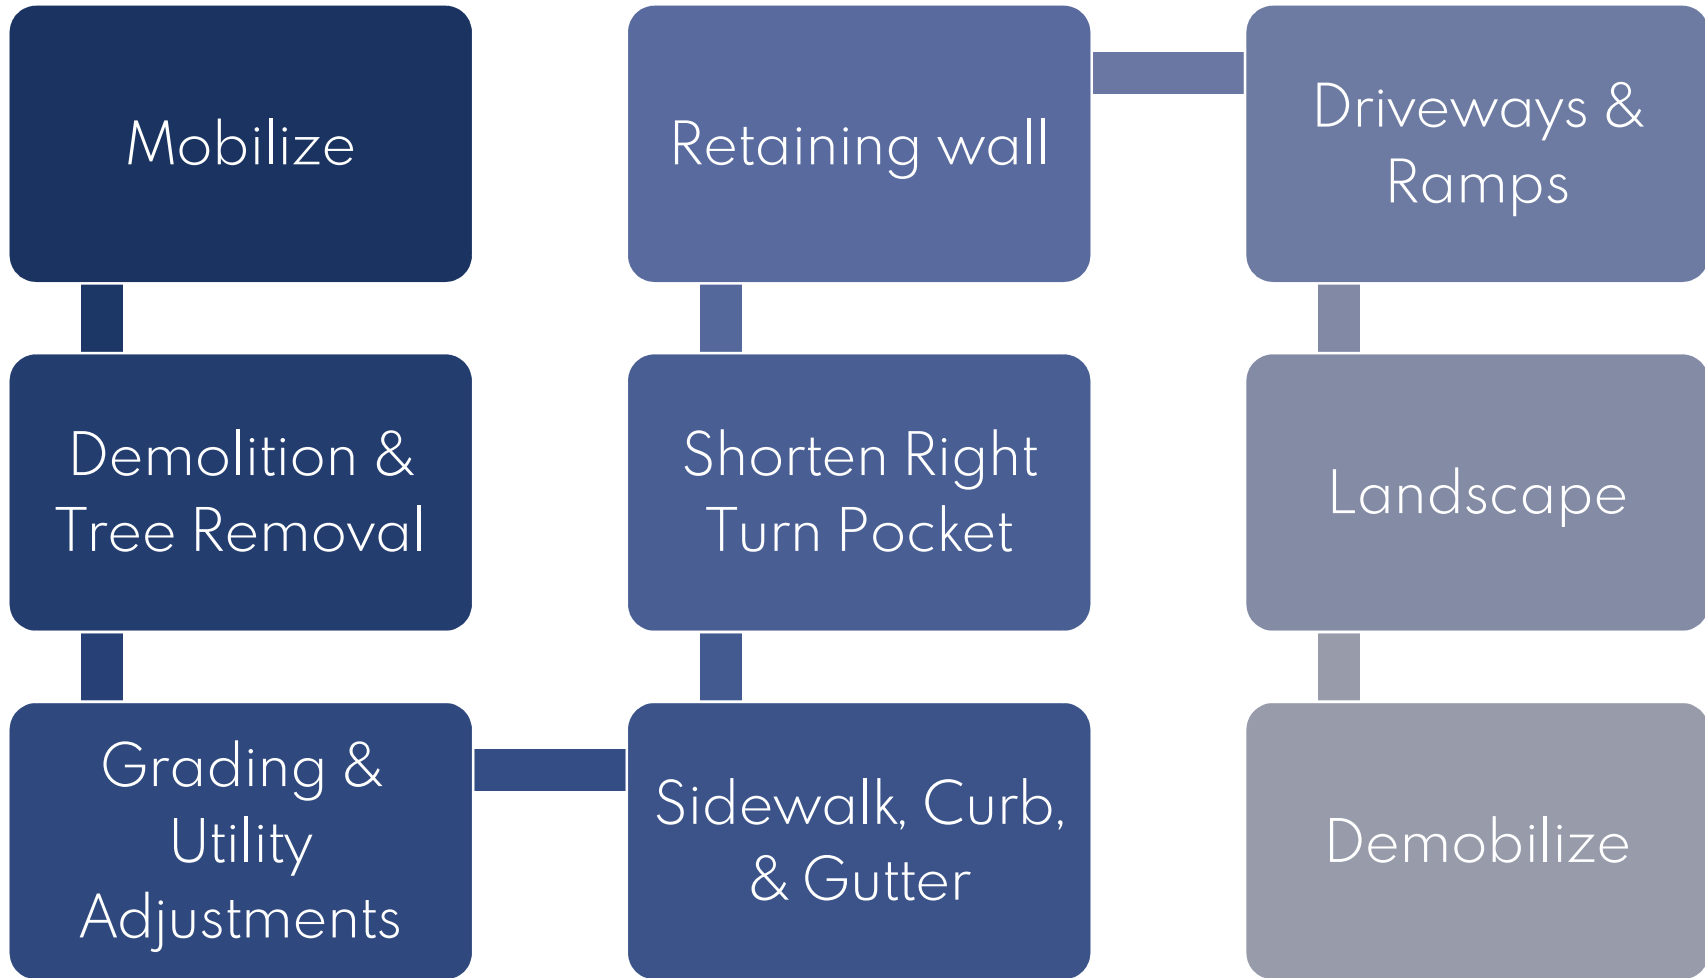 Mobilize
Demolition &
Tree Removal
Grading &
Utility
Adjustments
Sidewalk, Curb,
& Gutter
Shorten Right
Turn Pocket
Retaining wall
Driveways &
Ramps
Landscape
Demobilize